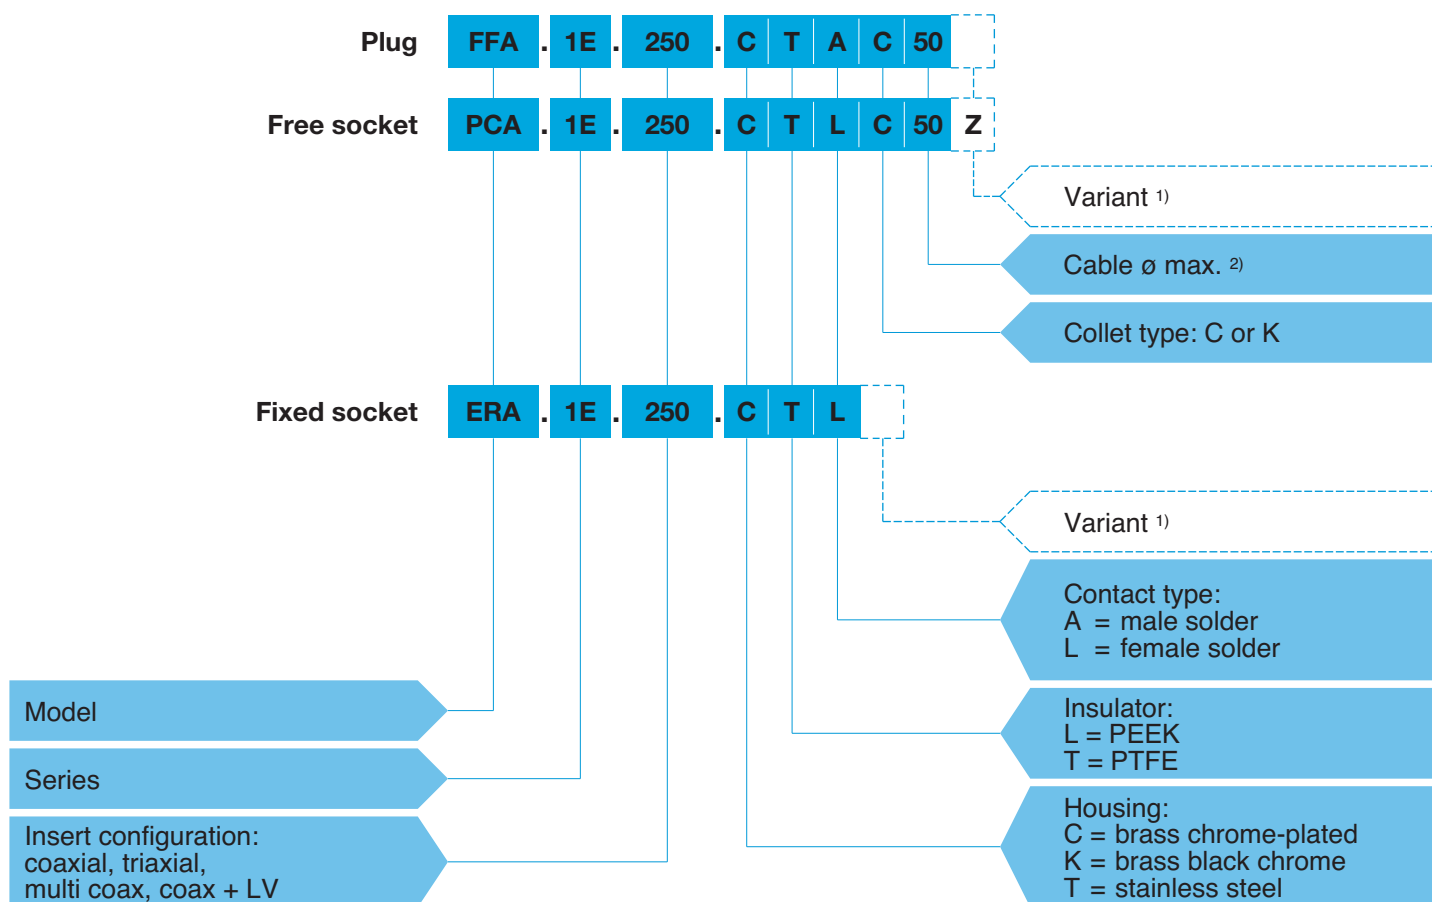 Plug FFA . 1E . 250 . C T A C 50
Free socket PCA . 1E . 250 . C T L C 50 Z
Variant 1)
Cable ø max. 2)
Collet type: C or K
Fixed socket ERA . 1E . 250 . C T L
Variant 1)
Contact type:
A = male solder
L = female solder
Model
Insulator:
L = PEEK
T = PTFE
Series
Housing:
C = brass chrome-plated
K = brass black chrome
T = stainless steel
Insert configuration:
coaxial, triaxial,
multi coax, coax + LV